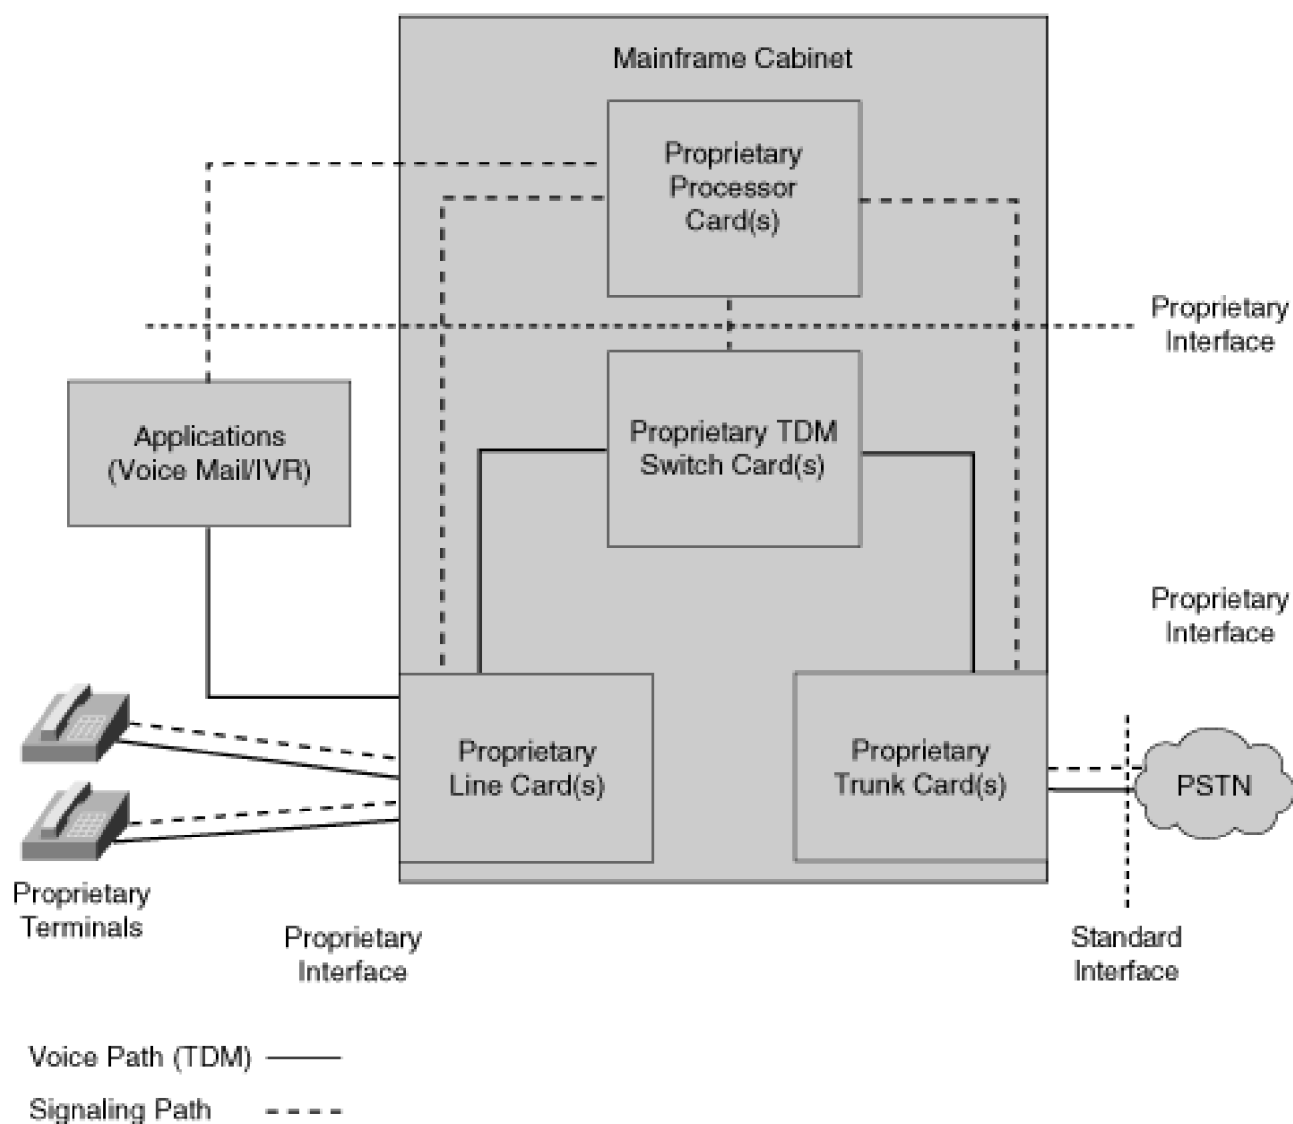 Mainframe Cabinet
Proprietary
Processor
Card(s)
Proprietary
Interface
Applications
(Voice Mail/IVR)
Proprietary TDM
Switch Card(s)
Proprietary
Interface
Proprietary
Line Card(s)
Proprietary
Trunk Card(s)
PSTN
Proprietary
Terminals
Proprietary
Interface
Standard
Interface
Voice Path (TDM)
Signaling Path